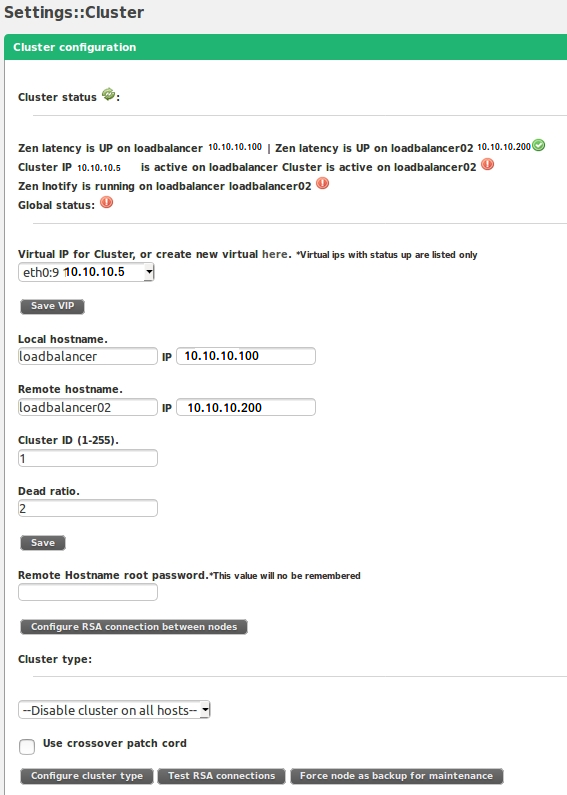 Settings::Cluster
Cluster configuration
Cluster status :
Zen latency is UP on loadbalancer 10.10.10.100 | Zen latency is UP on loadbalancer02 10.10.10.200
Cluster IP 10.10.10.5 is active on loadbalancer Cluster is active on loadbalancer02
Zen Inotify is running on loadbalancer loadbalancer02
Global status:
Virtual IP for Cluster, or create new virtual here. *Virtual ips with status up are listed only
eth0:9 10.10.10.5
Save VIP
Local hostname.
loadbalancer IP 10.10.10.100
Remote hostname.
loadbalancer02 IP 10.10.10.200
Cluster ID (1-255).
1
Dead ratio.
2
Save
Remote Hostname root password.*This value will no be remembered
Configure RSA connection between nodes
Cluster type:
--Disable cluster on all hosts--
Use crossover patch cord
Configure cluster type Test RSA connections Force node as backup for maintenance